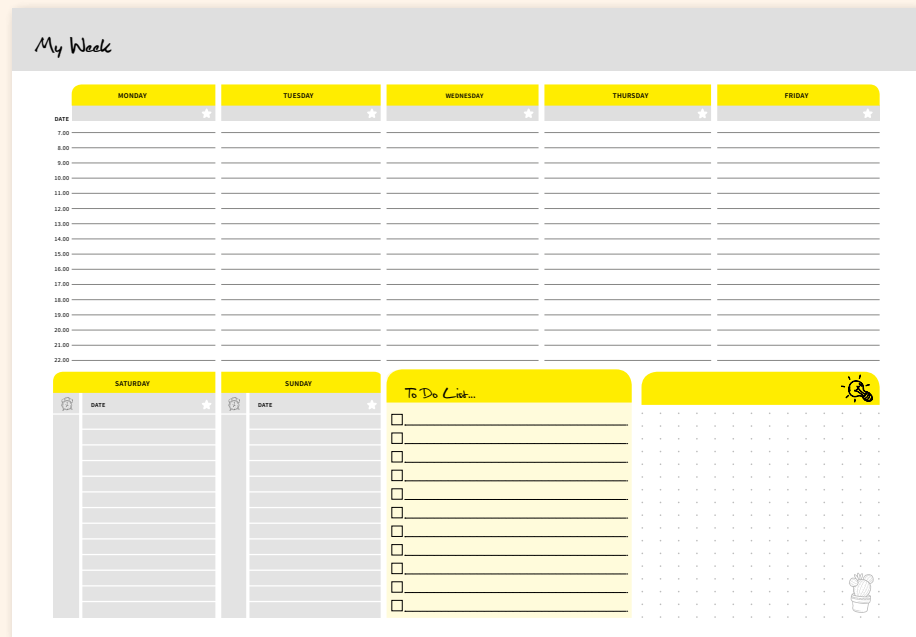 My Week
MONDAY TUESDAY WEDNESDAY THURSDAY FRIDAY
DATE
7.00
8.00
9.00
10.00
11.00
12.00
13.00
14.00
15.00
16.00
17.00
18.00
19.00
20.00
21.00
22.00
SATURDAY SUNDAY
To Do List...
DATE DATE